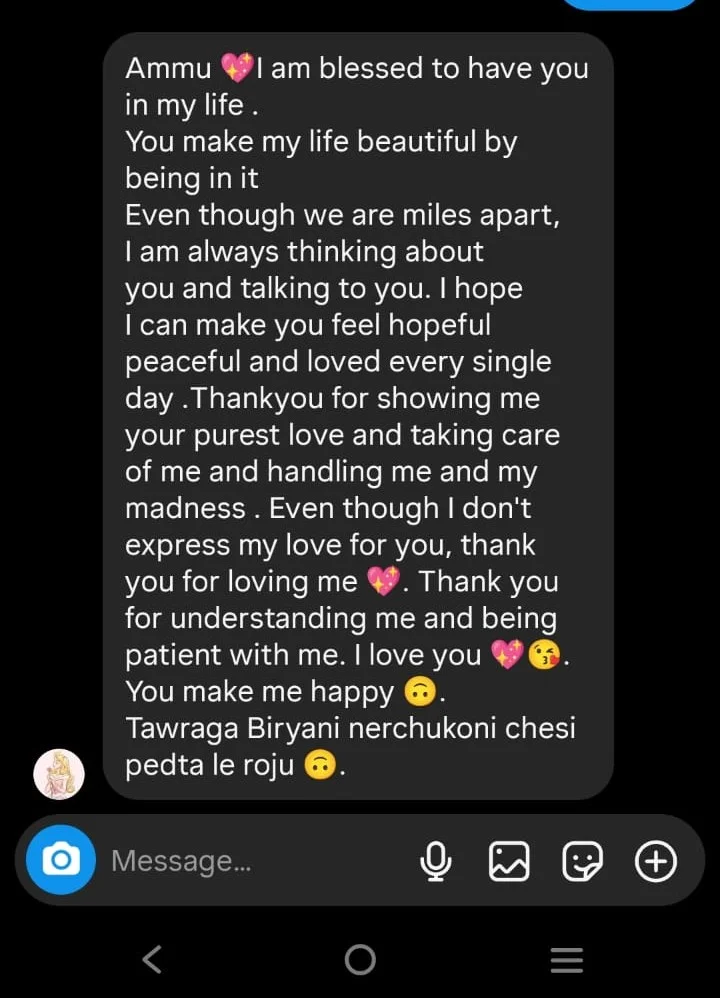 Ammu 💖I am blessed to have you
in my life .
You make my life beautiful by
being in it
Even though we are miles apart,
I am always thinking about
you and talking to you. I hope
I can make you feel hopeful
peaceful and loved every single
day .Thankyou for showing me
your purest love and taking care
of me and handling me and my
madness . Even though I don't
express my love for you, thank
you for loving me 💖. Thank you
for understanding me and being
patient with me. I love you 💖😘.
You make me happy 🙃.
Tawraga Biryani nerchukoni chesi
pedta le roju 🙃.
Message...